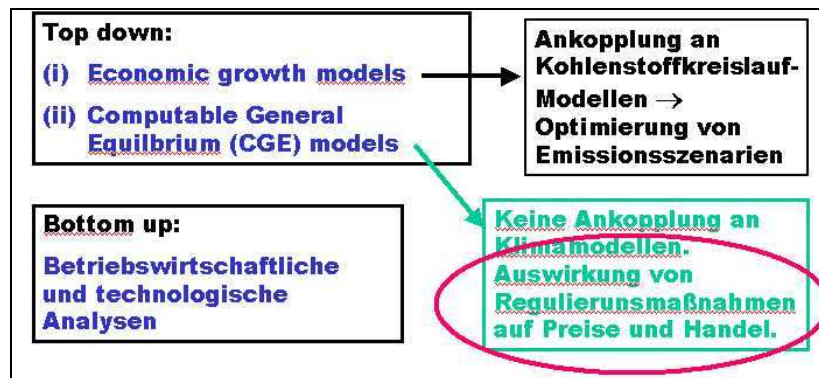 Top down:
(i) Economic growth models
(ii) Computable General
Equilbrium (CGE) models
Ankopplung an
Kohlenstoffkreislauf-
Modellen →
Optimierung von
Emissionsszenarien
Bottom up:
Betriebswirtschaftliche
und technologische
Analysen
Keine Ankopplung an
Klimamodellen.
Auswirkung von
Regulierunsmaßnahmen
auf Preise und Handel.